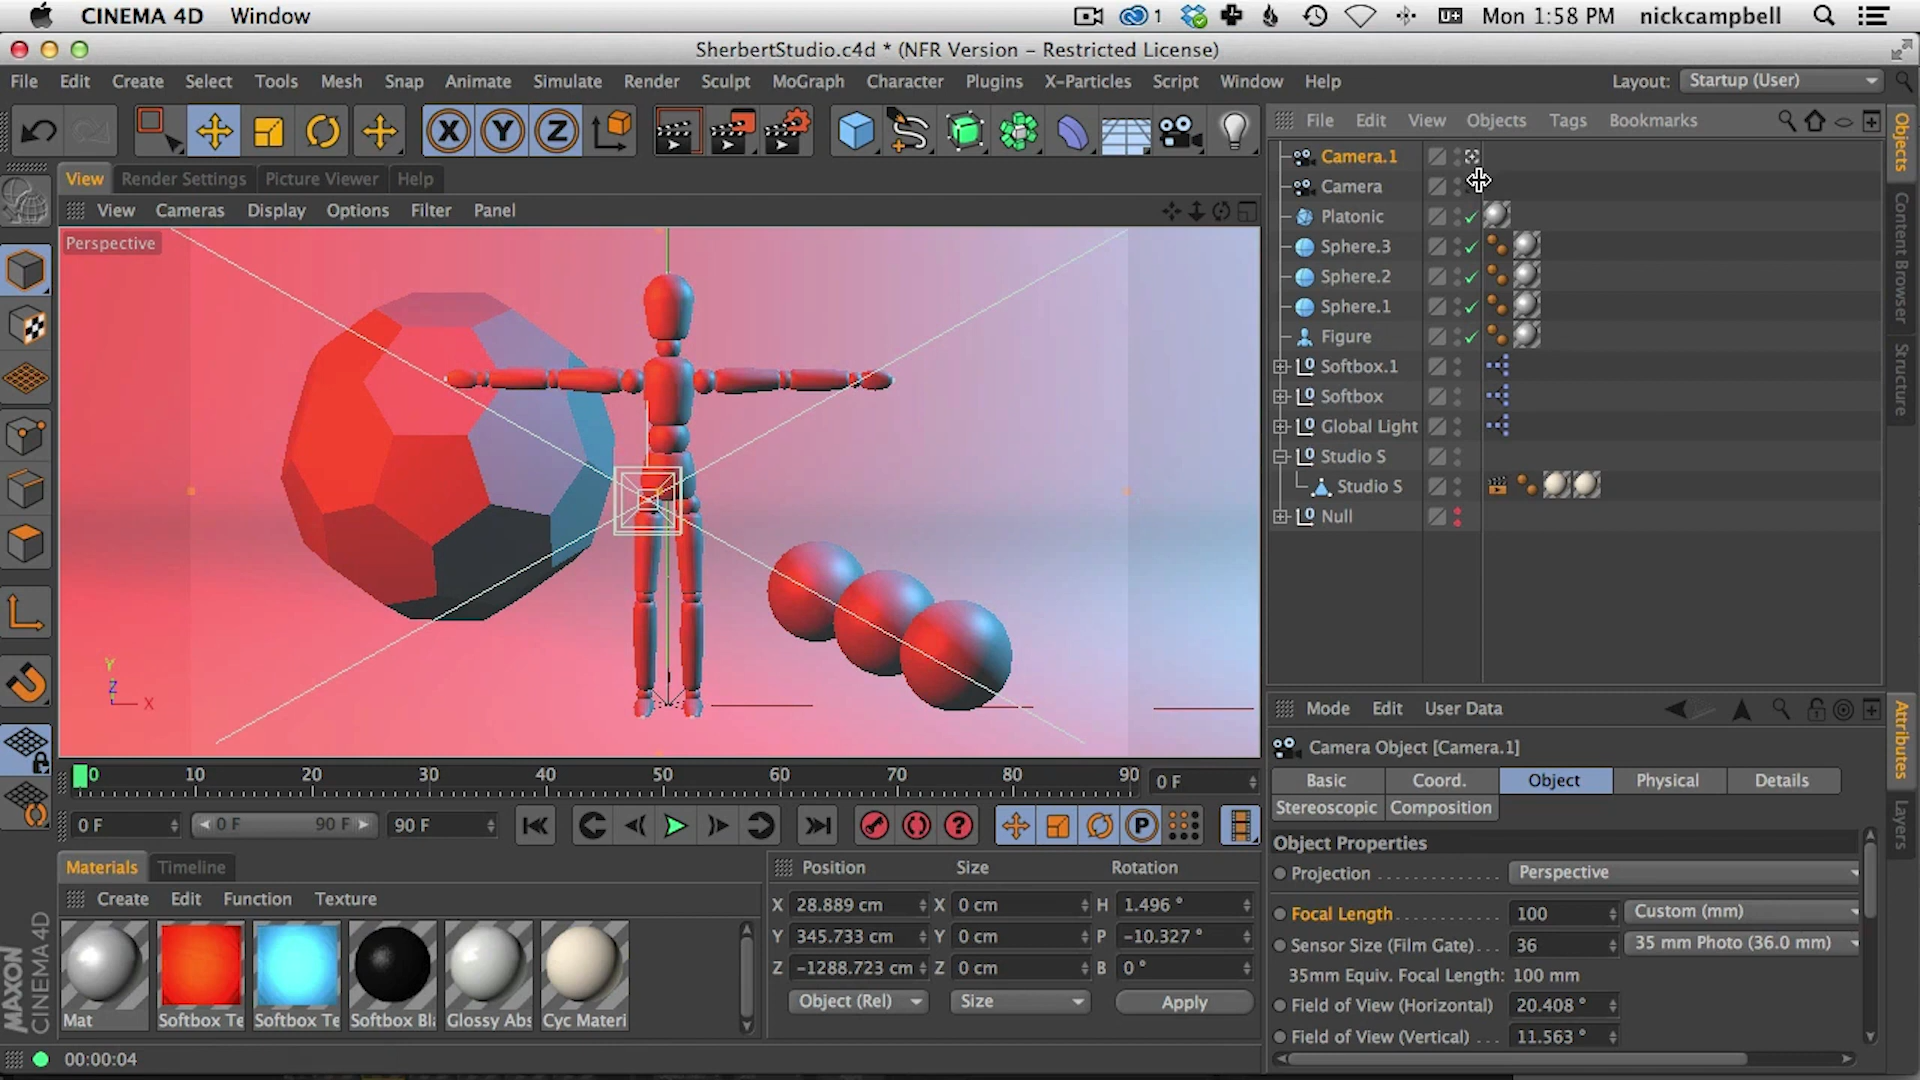 CINEMA 4D Window 1 Mon 1:58 PM nickcampbell
SherbertStudio.c4d * (NFR Version - Restricted License)
File Edit Create Select Tools Mesh Snap Animate Simulate Render Sculpt MoGraph Character Plugins X-Particles Script Window Help Layout: Startup (User)
X Y Z
File Edit View Objects Tags Bookmarks
View Render Settings Picture Viewer Help
View Cameras Display Options Filter Panel
Perspective
Y
Z
X
Camera.1
Camera
Platonic
Sphere.3
Sphere.2
Sphere.1
Figure
Softbox.1
Softbox
Global Light
Studio S
Studio S
Null
Objects
Content Browser
Structure
0 10 20 30 40 50 60 70 80 90 0 F
0 F 0 F 90 F 90 F
P
Materials Timeline
Create Edit Function Texture
Mat Softbox Te Softbox Te Softbox Bl Glossy Abs Cyc Materi
Position Size Rotation
X 28.889 cm X 0 cm H 1.496 °
Y 345.733 cm Y 0 cm P -10.327 °
Z -1288.723 cm Z 0 cm B 0 °
Object (Rel) Size Apply
MAXON
CINEMA 4D
00:00:04
Mode Edit User Data
Camera Object [Camera.1]
Basic Coord. Object Physical Details
Stereoscopic Composition
Object Properties
Projection Perspective
Focal Length 100 Custom (mm)
Sensor Size (Film Gate) 36 35 mm Photo (36.0 mm)
35mm Equiv. Focal Length: 100 mm
Field of View (Horizontal) 20.408 °
Field of View (Vertical) 11.563 °
Attributes
Layers